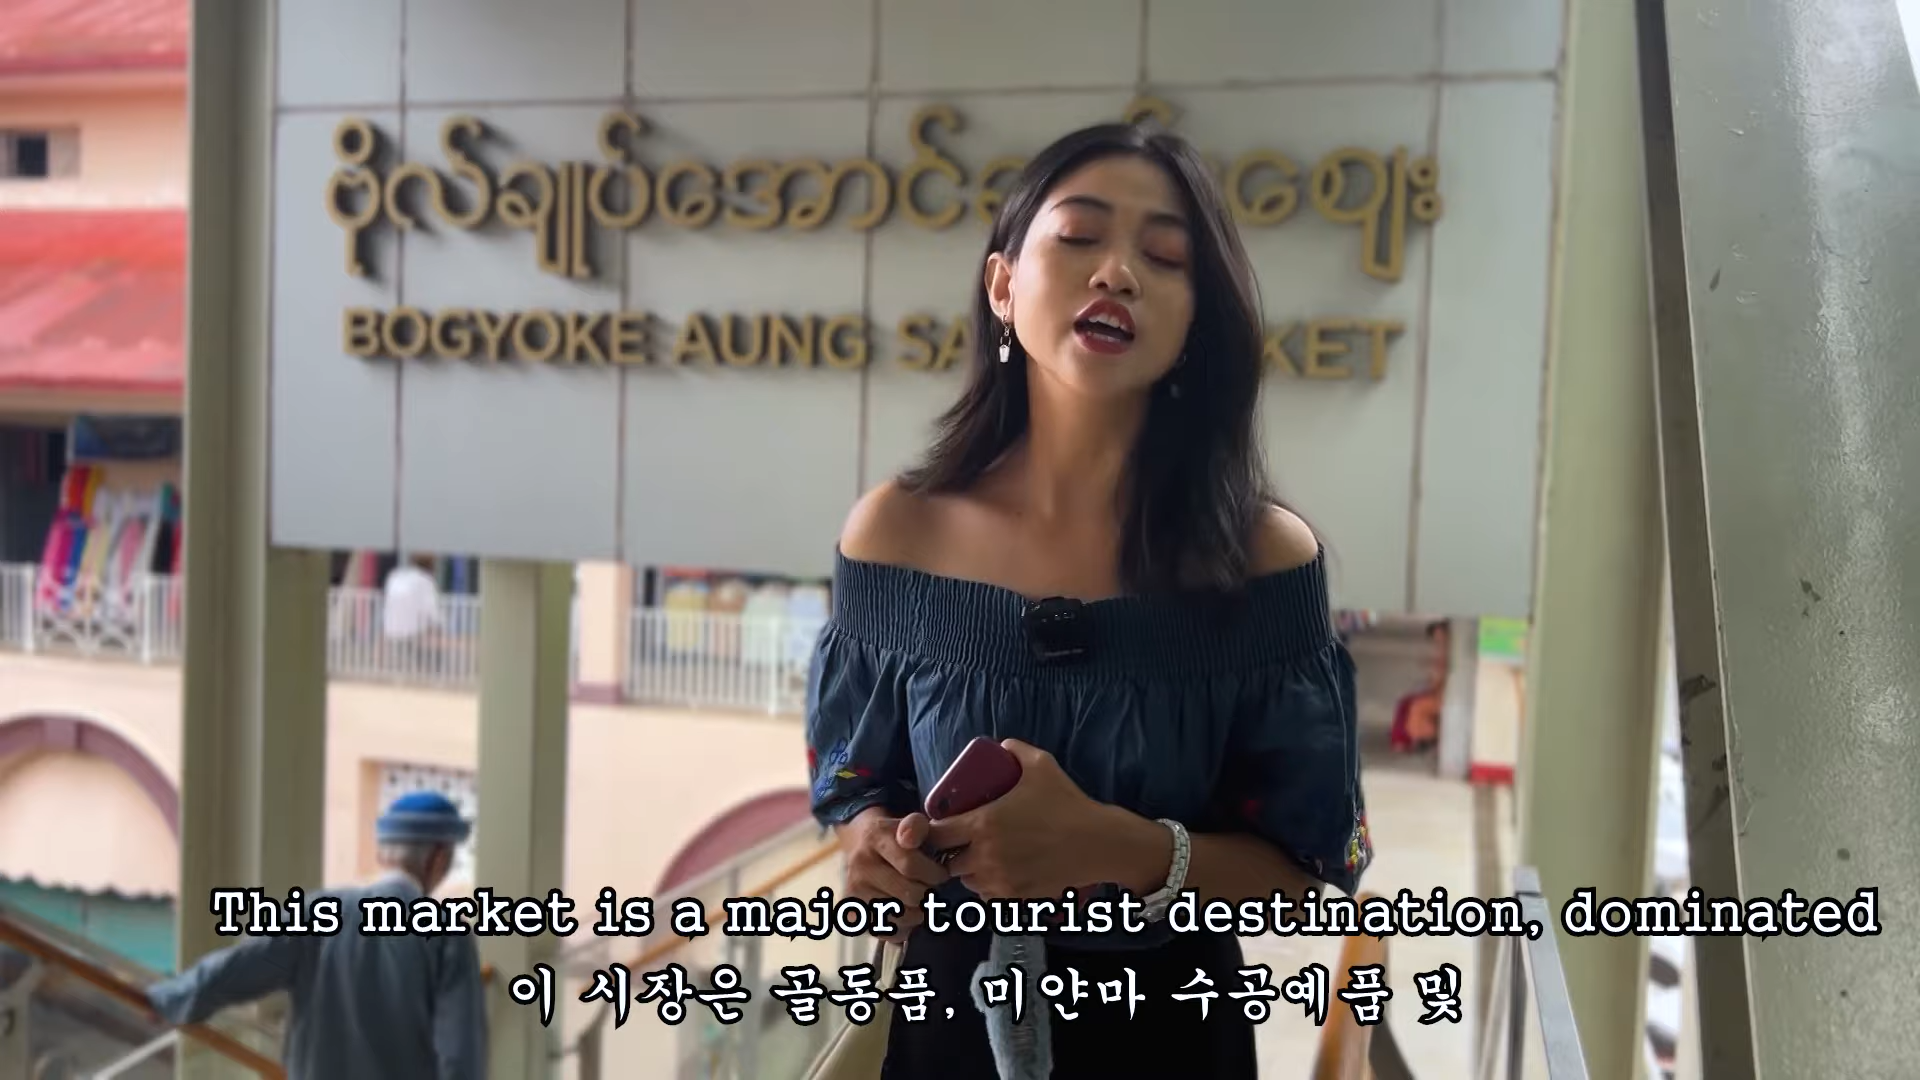 ဗိုလ်ချုပ်အောင် ဈေး
BOGYOKE AUNG
This market is a major tourist destination, dominated
이 시장은 골동품, 미얀마 수공예품 및